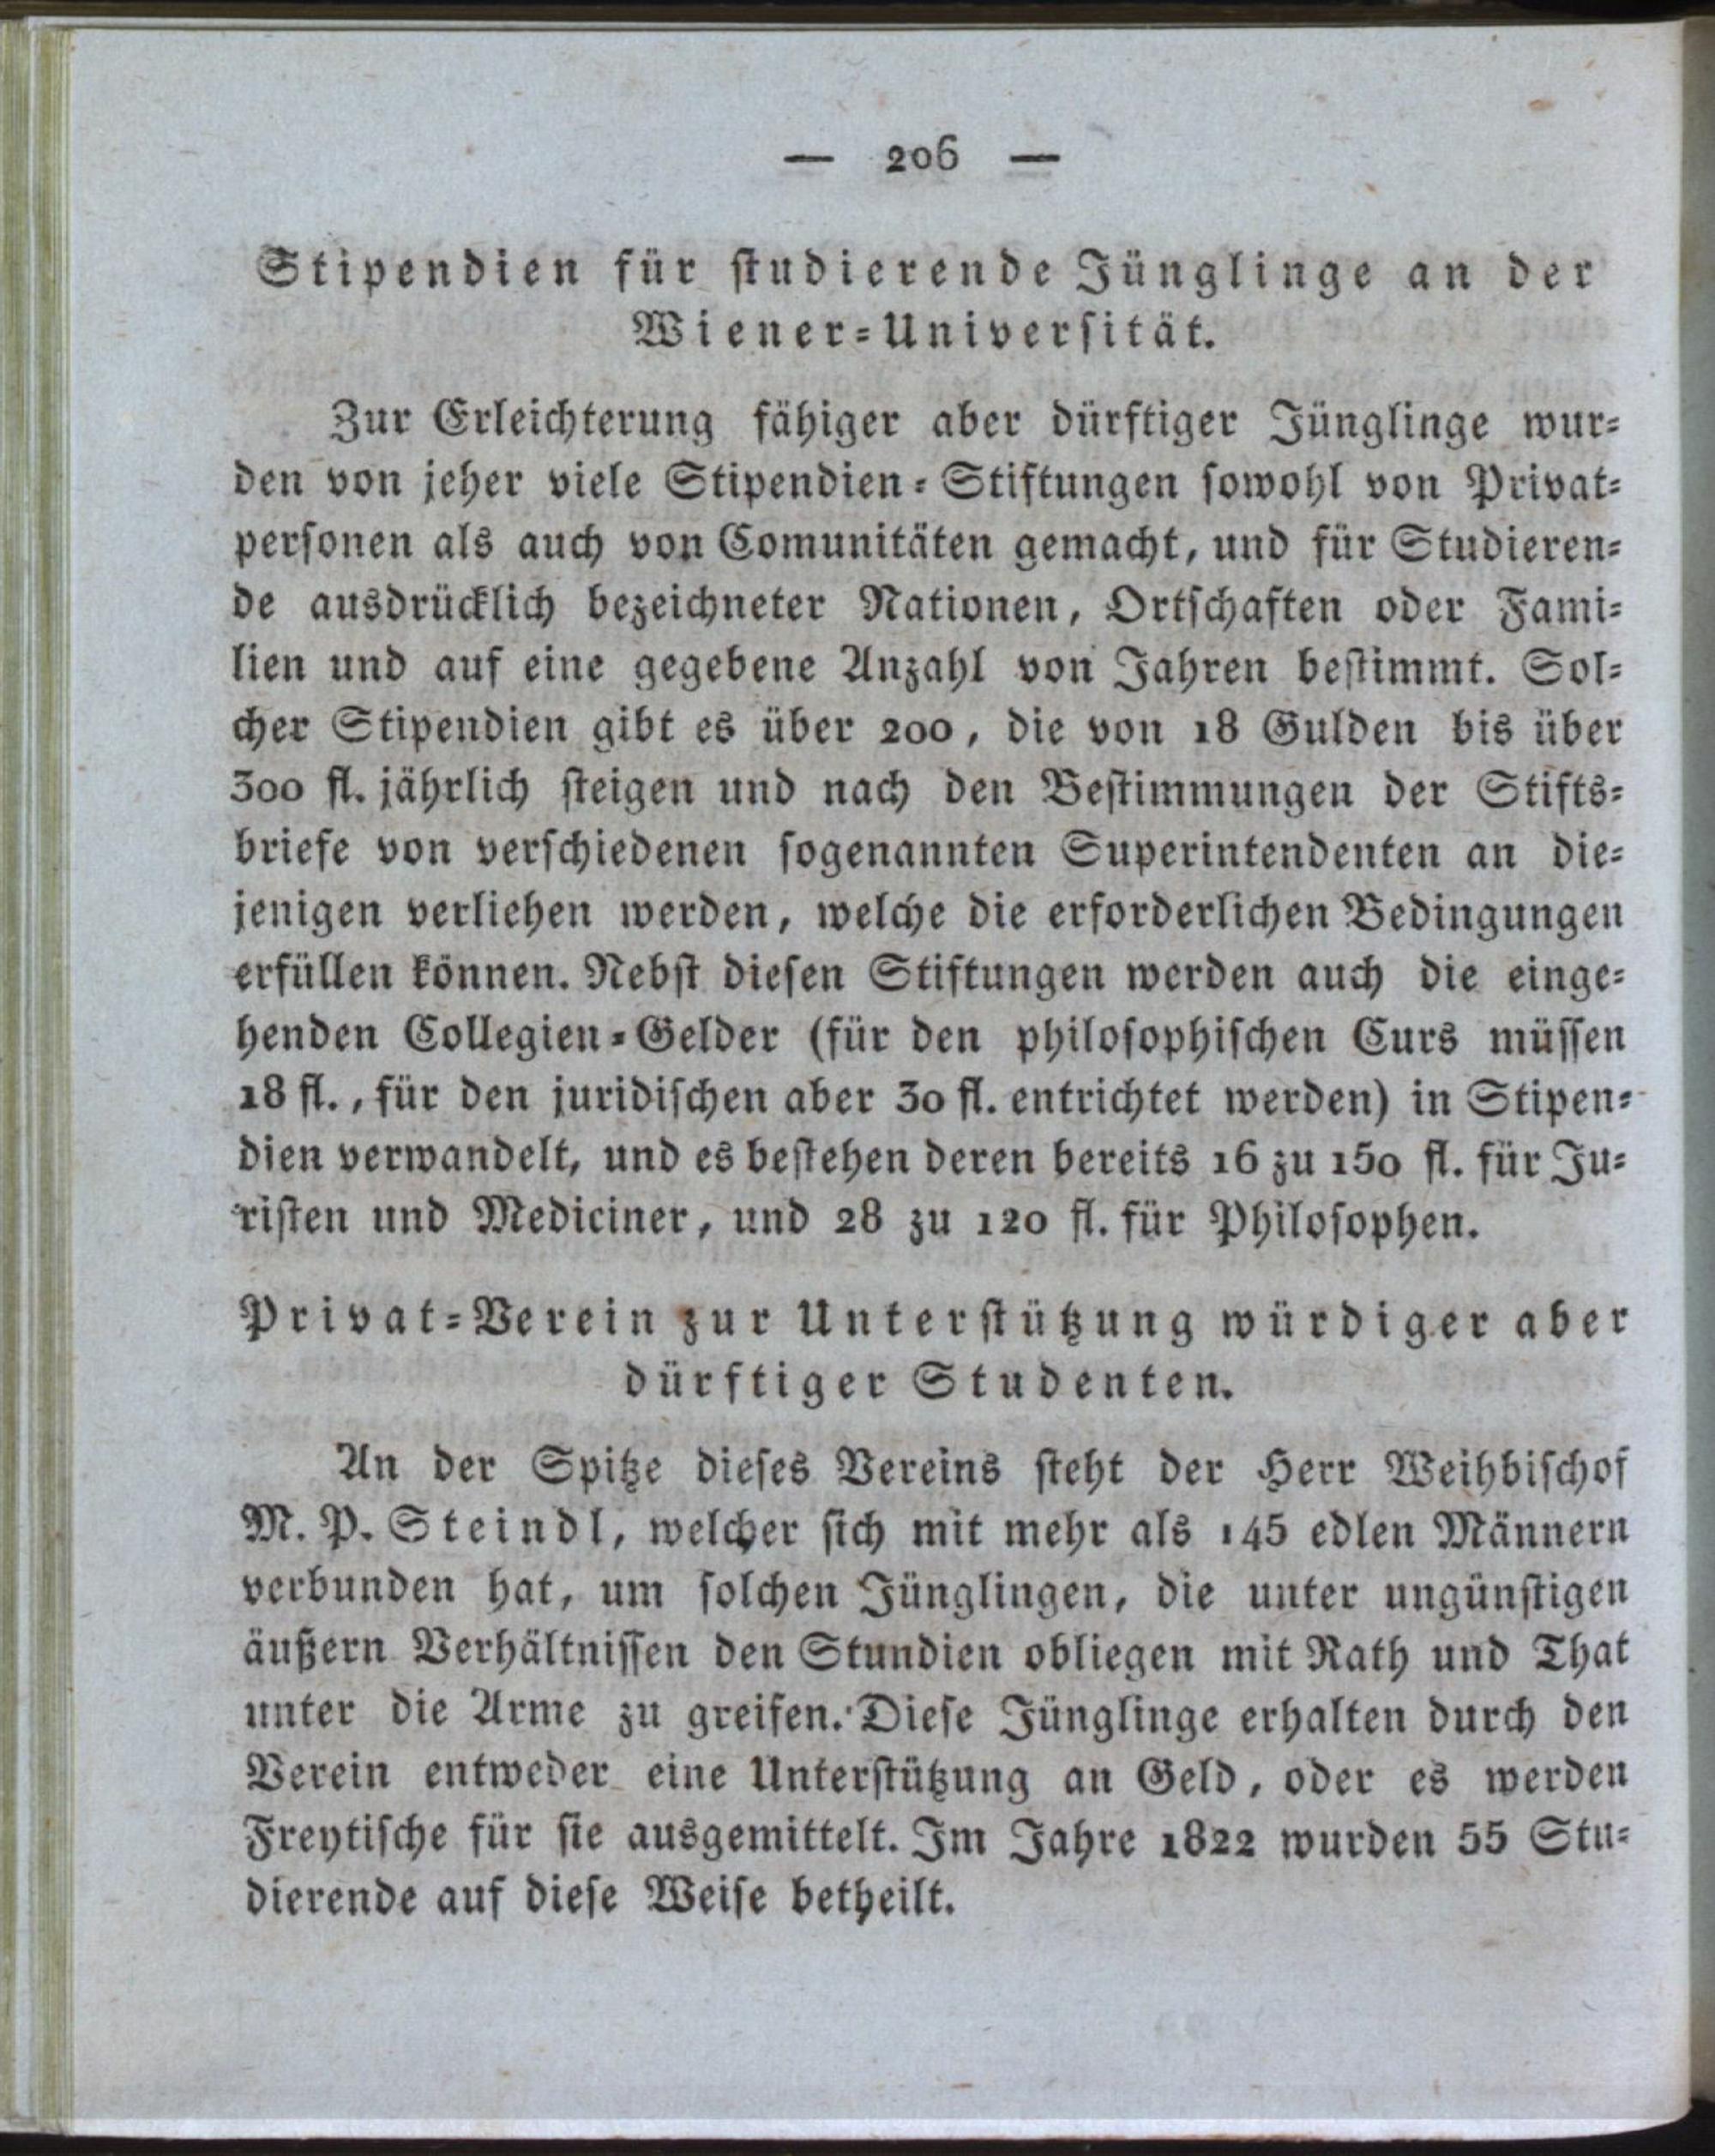 — 206 —
Stipendien für studierende Jünglinge an der
Wiener-Universität.
Zur Erleichterung fähiger aber dürftiger Jünglinge wur-
den von jeher viele Stipendien-Stiftungen sowohl von Privat-
personen als auch von Comunitäten gemacht, und für Studieren-
de ausdrücklich bezeichneter Nationen, Ortschaften oder Fami-
lien und auf eine gegebene Anzahl von Jahren bestimmt. Sol-
cher Stipendien gibt es über 200, die von 18 Gulden bis über
300 fl. jährlich steigen und nach den Bestimmungen der Stifts-
briefe von verschiedenen sogenannten Superintendenten an die-
jenigen verliehen werden, welche die erforderlichen Bedingungen
erfüllen können. Nebst diesen Stiftungen werden auch die einge-
henden Collegien-Gelder (für den philosophischen Curs müssen
18 fl., für den juridischen aber 30 fl. entrichtet werden) in Stipen-
dien verwandelt, und es bestehen deren bereits 16 zu 150 fl. für Ju-
risten und Mediciner, und 28 zu 120 fl. für Philosophen.
Privat-Verein zur Unterstützung würdiger aber
dürftiger Studenten.
An der Spitze dieses Vereins steht der Herr Weihbischof
M. P. Steindl, welcher sich mit mehr als 145 edlen Männern
verbunden hat, um solchen Jünglingen, die unter ungünstigen
äußern Verhältnissen den Stundien obliegen mit Rath und That
unter die Arme zu greifen. Diese Jünglinge erhalten durch den
Verein entweder eine Unterstützung an Geld, oder es werden
Freytische für sie ausgemittelt. Im Jahre 1822 wurden 55 Stu-
dierende auf diese Weise betheilt.